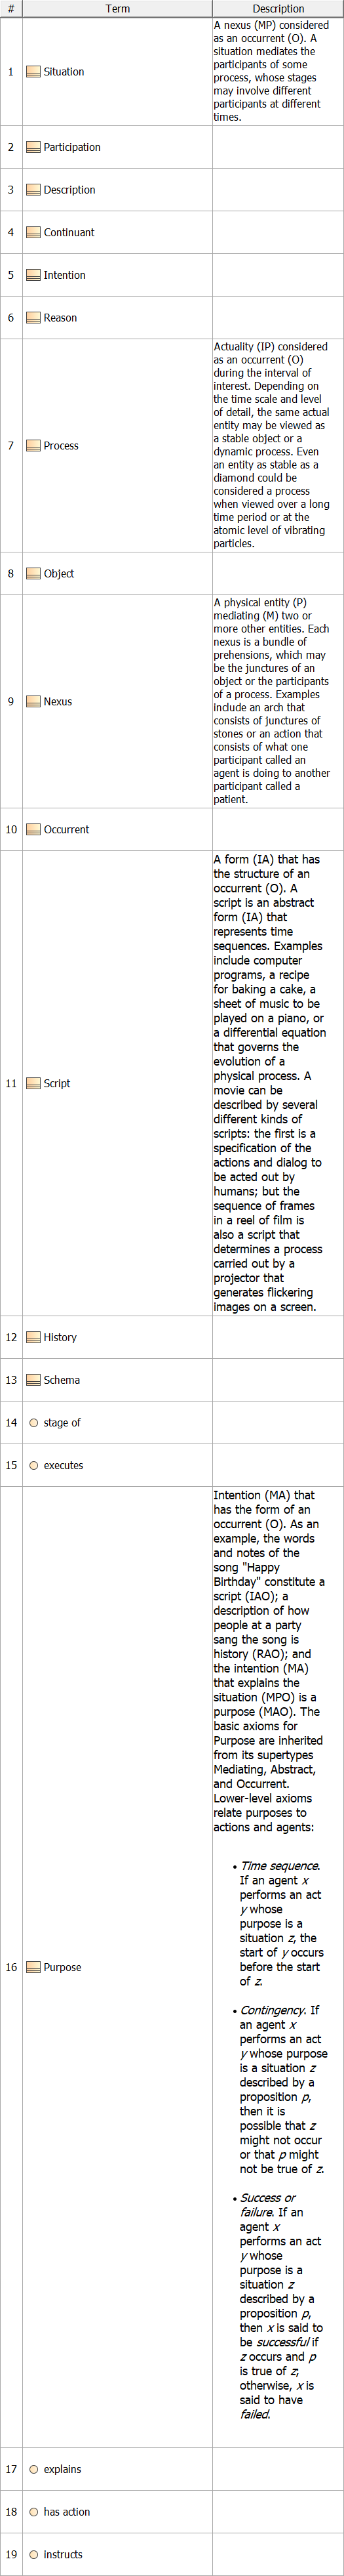 # Term Description
1 Situation
A nexus (MP) considered
as an occurrent (O). A
situation mediates the
participants of some
process, whose stages
may involve different
participants at different
times.
2 Participation
3 Description
4 Continuant
5 Intention
6 Reason
7 Process
Actuality (IP) considered
as an occurrent (O)
during the interval of
interest. Depending on
the time scale and level
of detail, the same actual
entity may be viewed as
a stable object or a
dynamic process. Even
an entity as stable as a
diamond could be
considered a process
when viewed over a long
time period or at the
atomic level of vibrating
particles.
8 Object
9 Nexus
A physical entity (P)
mediating (M) two or
more other entities. Each
nexus is a bundle of
prehensions, which may
be the junctures of an
object or the participants
of a process. Examples
include an arch that
consists of junctures of
stones or an action that
consists of what one
participant called an
agent is doing to another
participant called a
patient.
10 Occurrent
11 Script
A form (IA) that has
the structure of an
occurrent (O). A
script is an abstract
form (IA) that
represents time
sequences. Examples
include computer
programs, a recipe
for baking a cake, a
sheet of music to be
played on a piano, or
a differential equation
that governs the
evolution of a
physical process. A
movie can be
described by several
different kinds of
scripts: the first is a
specification of the
actions and dialog to
be acted out by
humans; but the
sequence of frames
in a reel of film is
also a script that
determines a process
carried out by a
projector that
generates flickering
images on a screen.
12 History
13 Schema
14 stage of
15 executes
16 Purpose
Intention (MA) that
has the form of an
occurrent (O). As an
example, the words
and notes of the
song "Happy
Birthday" constitute a
script (IAO); a
description of how
people at a party
sang the song is
history (RAO); and
the intention (MA)
that explains the
situation (MPO) is a
purpose (MAO). The
basic axioms for
Purpose are inherited
from its supertypes
Mediating, Abstract,
and Occurrent.
Lower-level axioms
relate purposes to
actions and agents:
• Time sequence.
If an agent x
performs an act
y whose
purpose is a
situation z, the
start of y occurs
before the start
of z.
• Contingency. If
an agent x
performs an act
y whose purpose
is a situation z
described by a
proposition p,
then it is
possible that z
might not occur
or that p might
not be true of z.
• Success or
failure. If an
agent x
performs an act
y whose
purpose is a
situation z
described by a
proposition p,
then x is said to
be successful if
z occurs and p
is true of z;
otherwise, x is
said to have
failed.
17 explains
18 has action
19 instructs